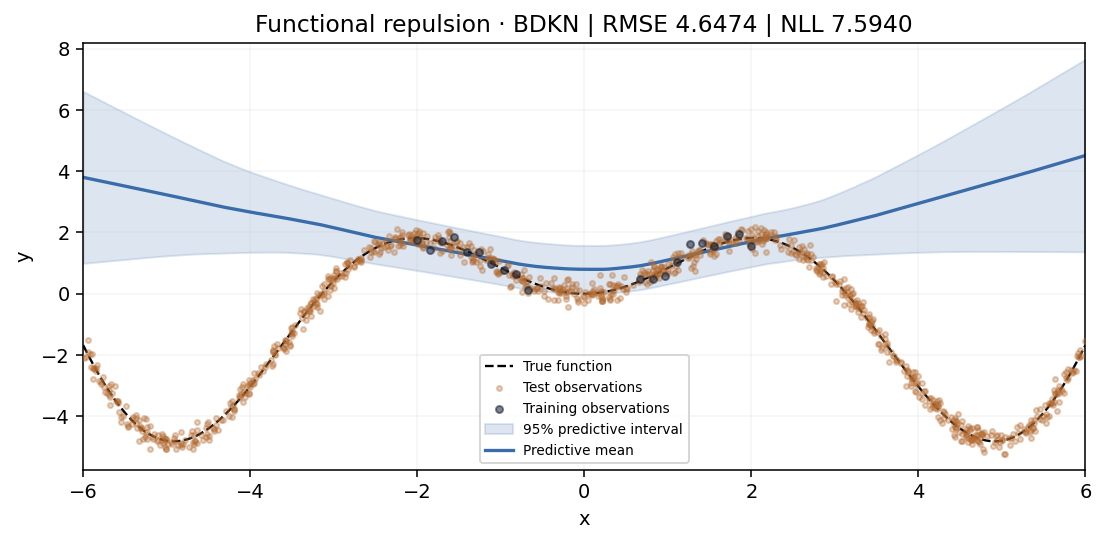 Functional repulsion · BDKN | RMSE 4.6474 | NLL 7.5940
8
6
4
2
0
−2
−4
y
True function
Test observations
Training observations
95% predictive interval
Predictive mean
−6 −4 −2 0 2 4 6
x